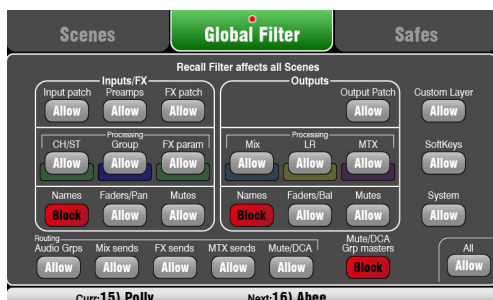 Scenes Global Filter Safes
Recall Filter affects all Scenes
Inputs/FX Outputs
Input patch Preamps FX patch Output Patch Custom Layer
Allow Allow Allow Allow Allow
Processing Processing
CH/ST Group FX param Mix LR MTX SoftKeys
Allow Allow Allow Allow Allow Allow Allow
Names Faders/Pan Mutes Names Faders/Bal Mutes System
Block Allow Allow Block Allow Allow Allow
Routing Mute/DCA
Audio Grps Mix sends FX sends MTX sends Mute/DCA Grp masters All
Allow Allow Allow Allow Allow Block Allow
Curr:15) Polly Next:16) Abee